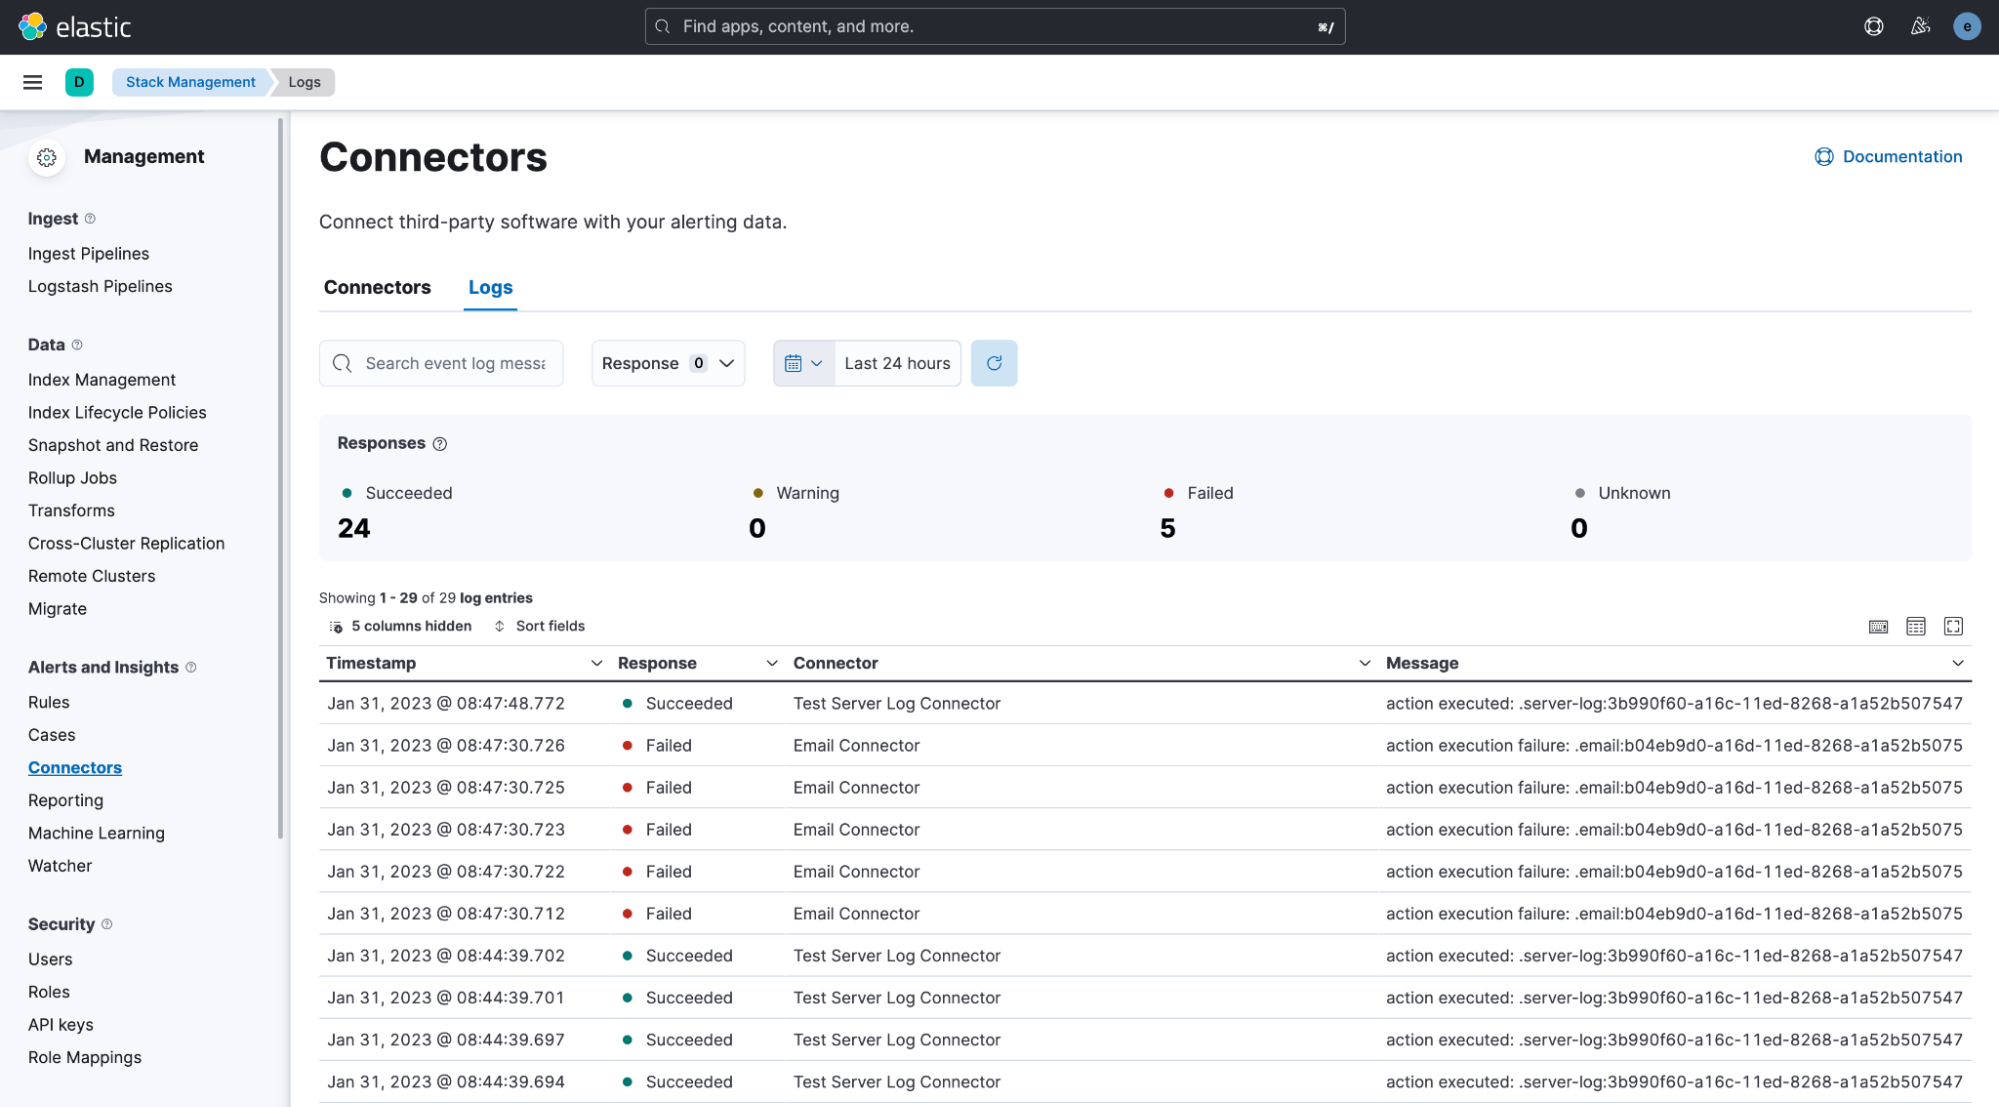 elastic
Find apps, content, and more.
⌘/
e
D
Stack Management
Logs
Management
Ingest
Ingest Pipelines
Logstash Pipelines
Data
Index Management
Index Lifecycle Policies
Snapshot and Restore
Rollup Jobs
Transforms
Cross-Cluster Replication
Remote Clusters
Migrate
Alerts and Insights
Rules
Cases
Connectors
Reporting
Machine Learning
Watcher
Security
Users
Roles
API keys
Role Mappings
Connectors
Documentation
Connect third-party software with your alerting data.
Connectors Logs
Search event log messa
Response 0
Last 24 hours
Responses
Succeeded Warning Failed Unknown
24 0 5 0
Showing 1 - 29 of 29 log entries
5 columns hidden Sort fields
Timestamp Response Connector Message
Jan 31, 2023 @ 08:47:48.772 Succeeded Test Server Log Connector action executed: .server-log:3b990f60-a16c-11ed-8268-a1a52b507547
Jan 31, 2023 @ 08:47:30.726 Failed Email Connector action execution failure: .email:b04eb9d0-a16d-11ed-8268-a1a52b5075
Jan 31, 2023 @ 08:47:30.725 Failed Email Connector action execution failure: .email:b04eb9d0-a16d-11ed-8268-a1a52b5075
Jan 31, 2023 @ 08:47:30.723 Failed Email Connector action execution failure: .email:b04eb9d0-a16d-11ed-8268-a1a52b5075
Jan 31, 2023 @ 08:47:30.722 Failed Email Connector action execution failure: .email:b04eb9d0-a16d-11ed-8268-a1a52b5075
Jan 31, 2023 @ 08:47:30.712 Failed Email Connector action execution failure: .email:b04eb9d0-a16d-11ed-8268-a1a52b5075
Jan 31, 2023 @ 08:44:39.702 Succeeded Test Server Log Connector action executed: .server-log:3b990f60-a16c-11ed-8268-a1a52b507547
Jan 31, 2023 @ 08:44:39.701 Succeeded Test Server Log Connector action executed: .server-log:3b990f60-a16c-11ed-8268-a1a52b507547
Jan 31, 2023 @ 08:44:39.697 Succeeded Test Server Log Connector action executed: .server-log:3b990f60-a16c-11ed-8268-a1a52b507547
Jan 31, 2023 @ 08:44:39.694 Succeeded Test Server Log Connector action executed: .server-log:3b990f60-a16c-11ed-8268-a1a52b507547